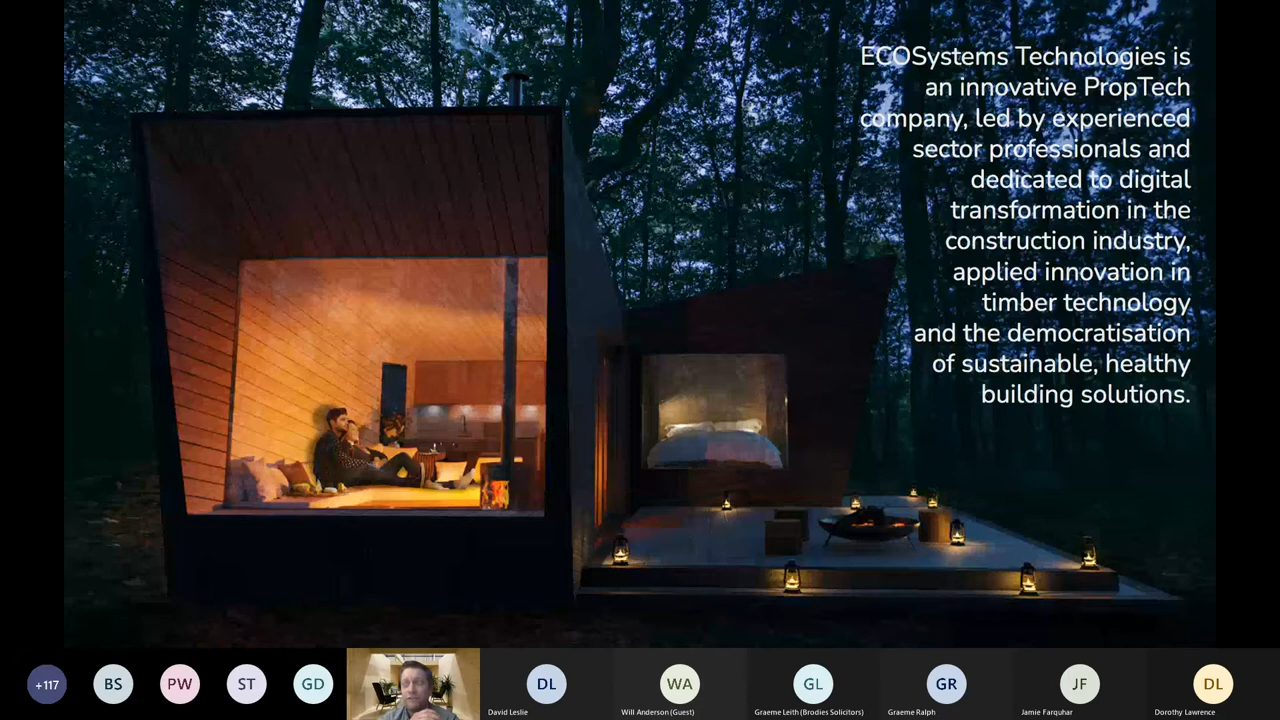 ECOSystems Technologies is
an innovative PropTech
company, led by experienced
sector professionals and
dedicated to digital
transformation in the
construction industry,
applied innovation in
timber technology
and the democratisation
of sustainable, healthy
building solutions.
+117
BS
PW
ST
GD
DL
WA
GL
GR
JF
DL
David Leslie
Will Anderson (Guest)
Graeme Leith (Brodies Solicitors)
Graeme Ralph
Jamie Farquhar
Dorothy Lawrence